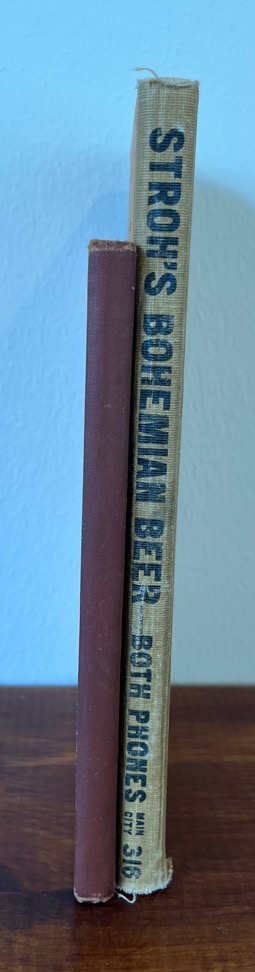 STROH'S BOHEMIAN BEER — BOTH PHONES MAIN CITY 316